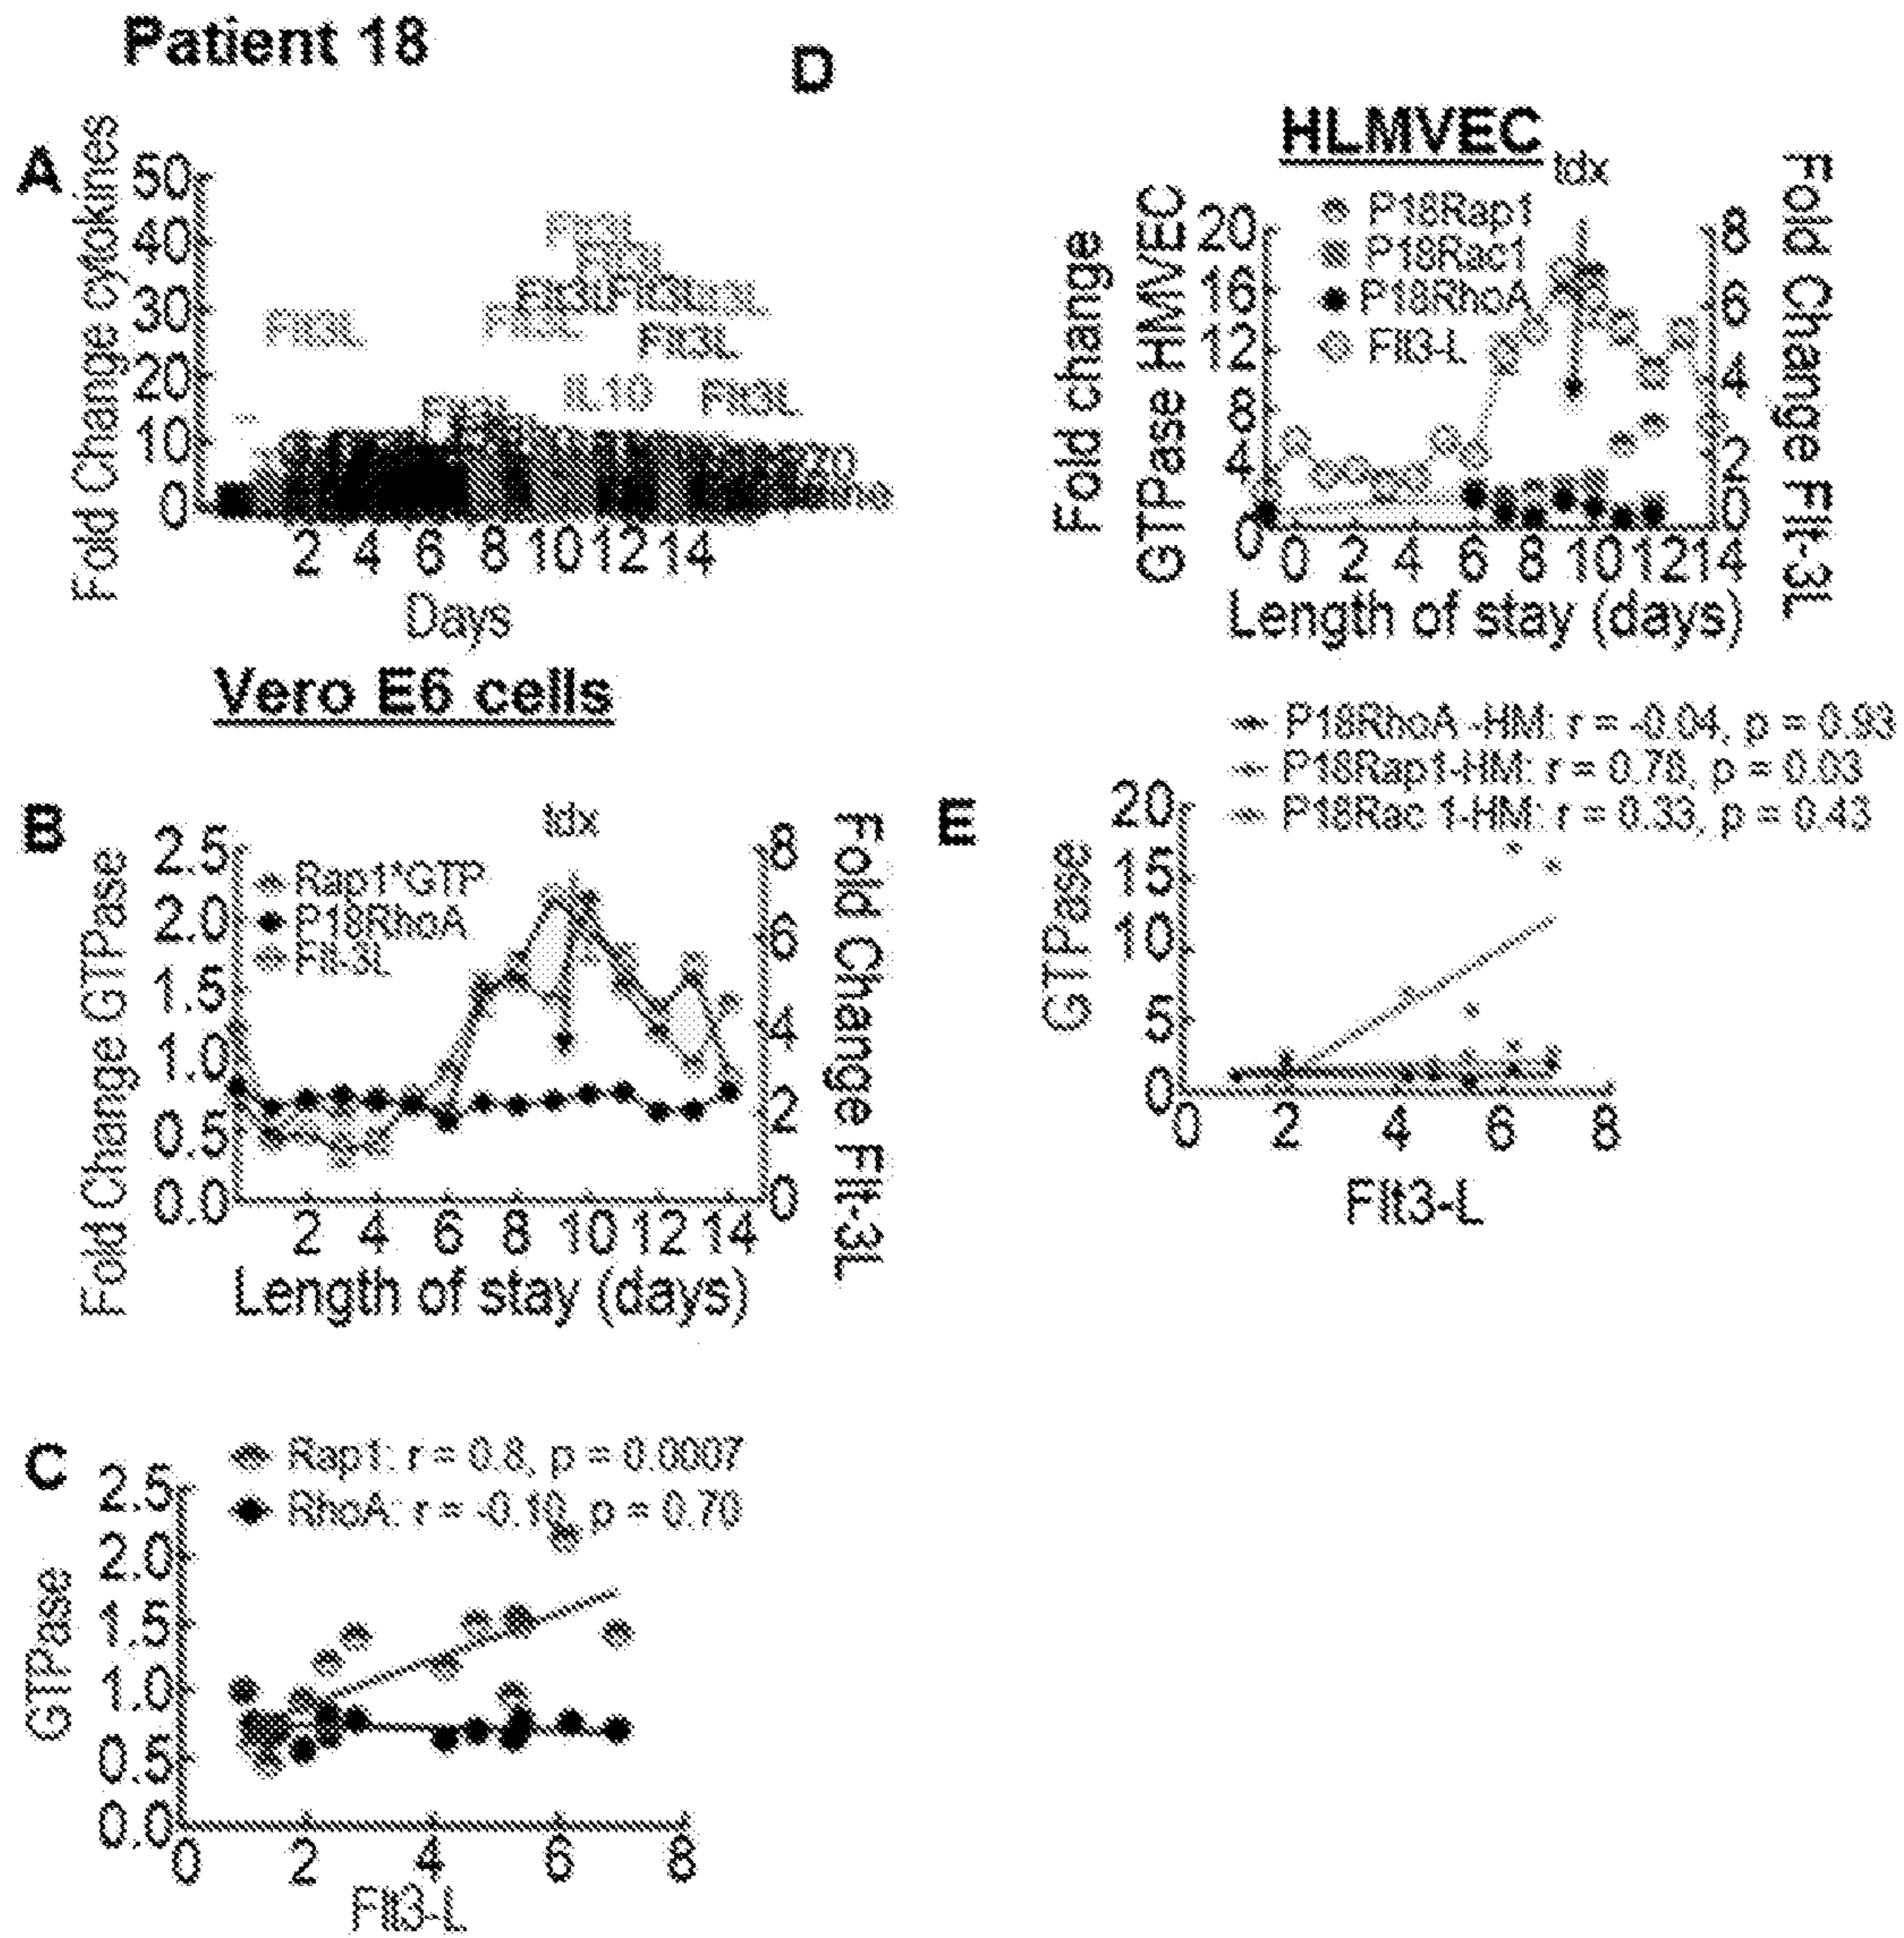 Patient 18
A
Fold Change cytokines
50
40
30
20
10
0
Flt3L
Flt3L
Flt3L
Flt3L
Flt3L
Flt3L
Flt3L
Flt3L
IL10
Flt3L
2 4 6 8 10 12 14
Days
Vero E6 cells
B
tdx
Fold Change GTPase
2.5
2.0
1.5
1.0
0.5
0.0
Rap1*GTP
P18RhoA
Flt-3L
8
6
4
2
0
Fold Change Flt-3L
2 4 6 8 10 12 14
Length of stay (days)
C
Rap1: r = 0.8, p = 0.0007
RhoA: r = -0.10, p = 0.70
GTPase
2.5
2.0
1.5
1.0
0.5
0.0
0 2 4 6 8
Flt3-L
D
HLMVEC
tdx
Fold change
GTPase HMVEC
20
16
12
8
4
0
P18Rap1
P18Rac1
P18RhoA
Flt3-L
8
6
4
2
0
Fold Change Flt-3L
0 2 4 6 8 10 12 14
Length of stay (days)
P18RhoA -HM: r = -0.04, p = 0.93
P18Rap1-HM: r = 0.78, p = 0.03
P18Rac 1-HM: r = 0.33, p = 0.43
E
GTPase
20
15
10
5
0
0 2 4 6 8
Flt3-L